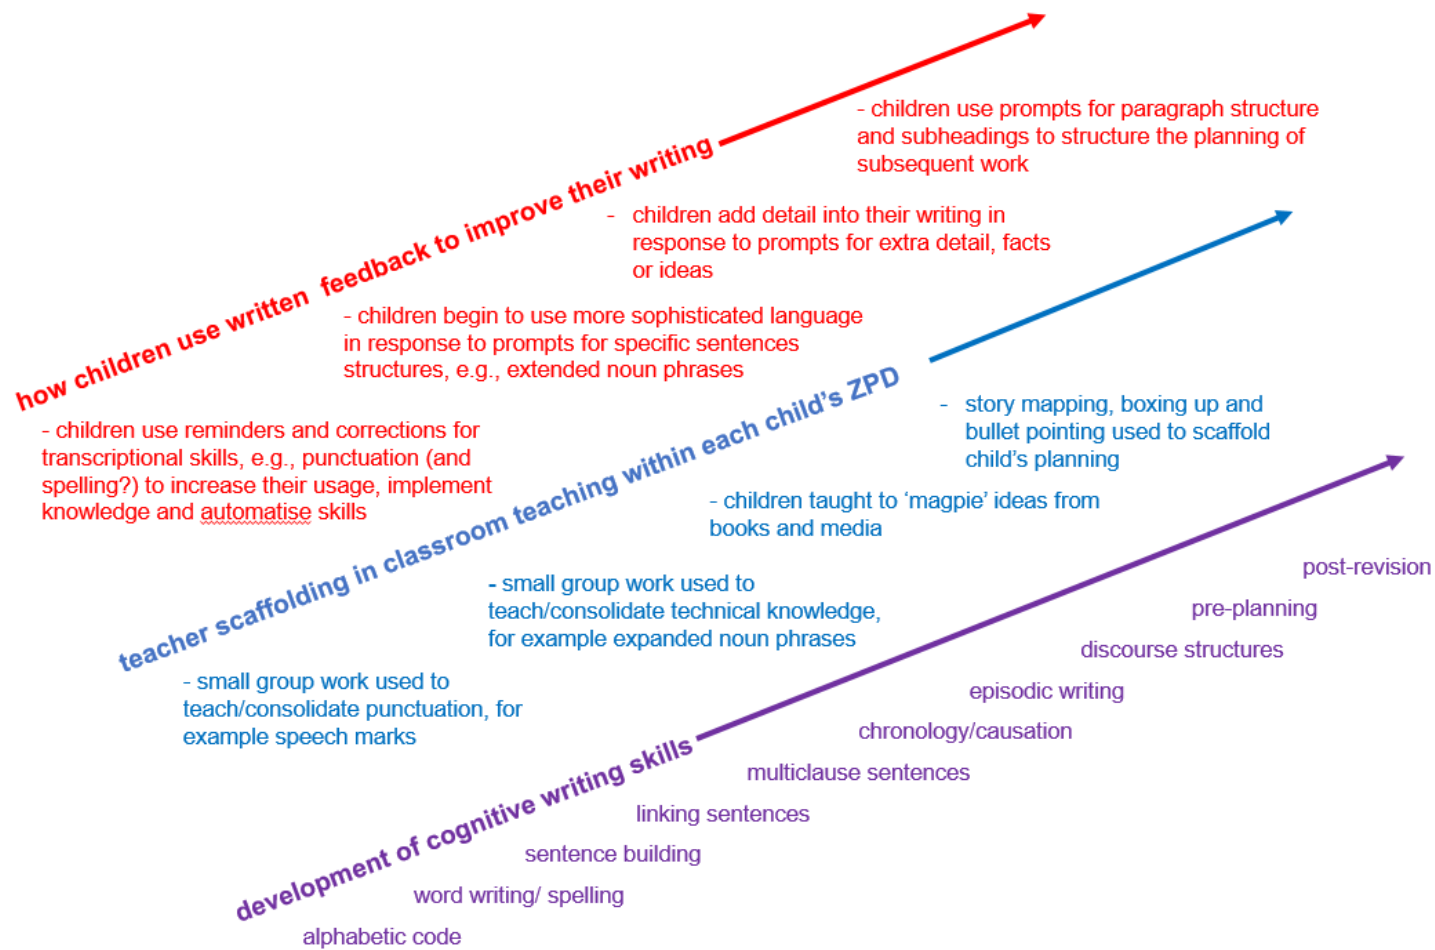 how children use written  feedback to improve their writing
- children use reminders and corrections for
transcriptional skills, e.g., punctuation (and
spelling?) to increase their usage, implement
knowledge and automatise skills
- children begin to use more sophisticated language
in response to prompts for specific sentences
structures, e.g., extended noun phrases
- children add detail into their writing in
response to prompts for extra detail, facts
or ideas
- children use prompts for paragraph structure
and subheadings to structure the planning of
subsequent work
teacher scaffolding in classroom teaching within each child's ZPD
- small group work used to
teach/consolidate punctuation, for
example speech marks
- small group work used to
teach/consolidate technical knowledge,
for example expanded noun phrases
- children taught to ‘magpie’ ideas from
books and media
- story mapping, boxing up and
bullet pointing used to scaffold
child’s planning
development of cognitive writing skills
alphabetic code
word writing/ spelling
sentence building
linking sentences
multiclause sentences
chronology/causation
episodic writing
discourse structures
pre-planning
post-revision